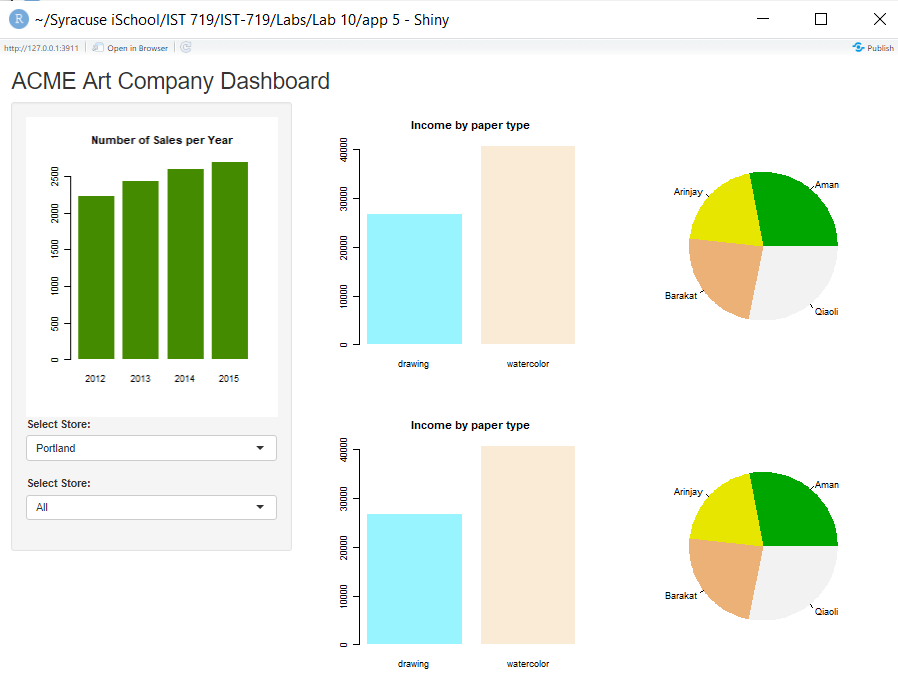 R ~/Syracuse iSchool/IST 719/IST-719/Labs/Lab 10/app 5 - Shiny
http://127.0.0.1:3911 Open in Browser Publish
ACME Art Company Dashboard
Number of Sales per Year
2500
2000
1500
1000
500
0
2012 2013 2014 2015
Select Store:
Portland
Select Store:
All
Income by paper type
40000
30000
20000
10000
0
drawing watercolor
Arinjay
Aman
Barakat
Qiaoli
Income by paper type
40000
30000
20000
10000
0
drawing watercolor
Arinjay
Aman
Barakat
Qiaoli